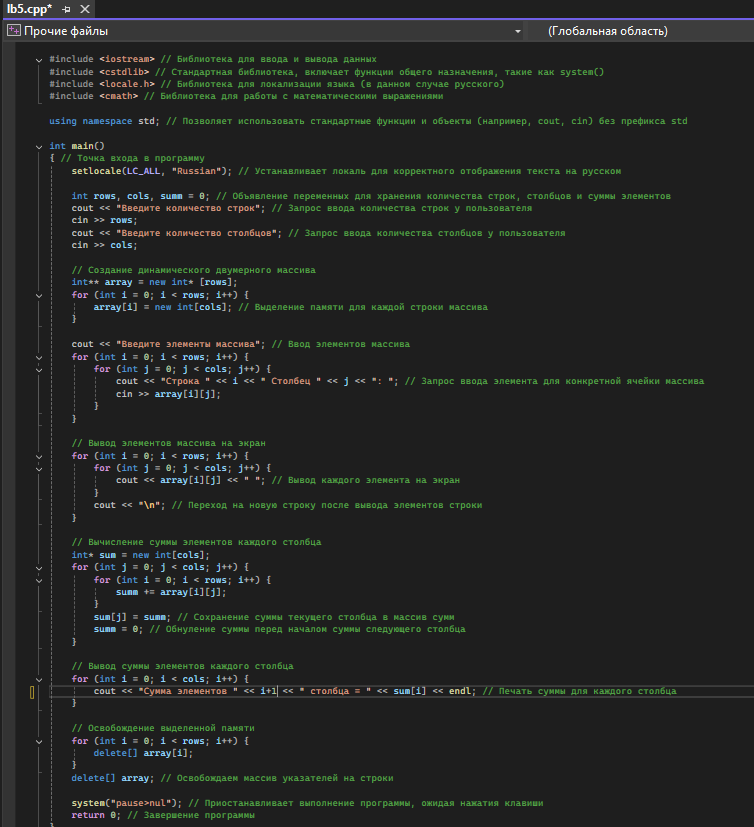 lb5.cpp*
Прочие файлы
(Глобальная область)
#include <iostream> // Библиотека для ввода и вывода данных
#include <cstdlib> // Стандартная библиотека, включает функции общего назначения, такие как system()
#include <locale.h> // Библиотека для локализации языка (в данном случае русского)
#include <cmath> // Библиотека для работы с математическими выражениями
using namespace std; // Позволяет использовать стандартные функции и объекты (например, cout, cin) без префикса std
int main()
{ // Точка входа в программу
setlocale(LC_ALL, "Russian"); // Устанавливает локаль для корректного отображения текста на русском
int rows, cols, summ = 0; // Объявление переменных для хранения количества строк, столбцов и суммы элементов
cout << "Введите количество строк"; // Запрос ввода количества строк у пользователя
cin >> rows;
cout << "Введите количество столбцов"; // Запрос ввода количества столбцов у пользователя
cin >> cols;
// Создание динамического двумерного массива
int** array = new int* [rows];
for (int i = 0; i < rows; i++) {
array[i] = new int[cols]; // Выделение памяти для каждой строки массива
}
cout << "Введите элементы массива"; // Ввод элементов массива
for (int i = 0; i < rows; i++) {
for (int j = 0; j < cols; j++) {
cout << "Строка " << i << " Столбец " << j << ": "; // Запрос ввода элемента для конкретной ячейки массива
cin >> array[i][j];
}
}
// Вывод элементов массива на экран
for (int i = 0; i < rows; i++) {
for (int j = 0; j < cols; j++) {
cout << array[i][j] << " "; // Вывод каждого элемента на экран
}
cout << "\n"; // Переход на новую строку после вывода элементов строки
}
// Вычисление суммы элементов каждого столбца
int* sum = new int[cols];
for (int j = 0; j < cols; j++) {
for (int i = 0; i < rows; i++) {
summ += array[i][j];
}
sum[j] = summ; // Сохранение суммы текущего столбца в массив сумм
summ = 0; // Обнуление суммы перед началом суммы следующего столбца
}
// Вывод суммы элементов каждого столбца
for (int i = 0; i < cols; i++) {
cout << "Сумма элементов " << i+1 << " столбца = " << sum[i] << endl; // Печать суммы для каждого столбца
}
// Освобождение выделенной памяти
for (int i = 0; i < rows; i++) {
delete[] array[i];
}
delete[] array; // Освобождаем массив указателей на строки
system("pause>nul"); // Приостанавливает выполнение программы, ожидая нажатия клавиши
return 0; // Завершение программы
}